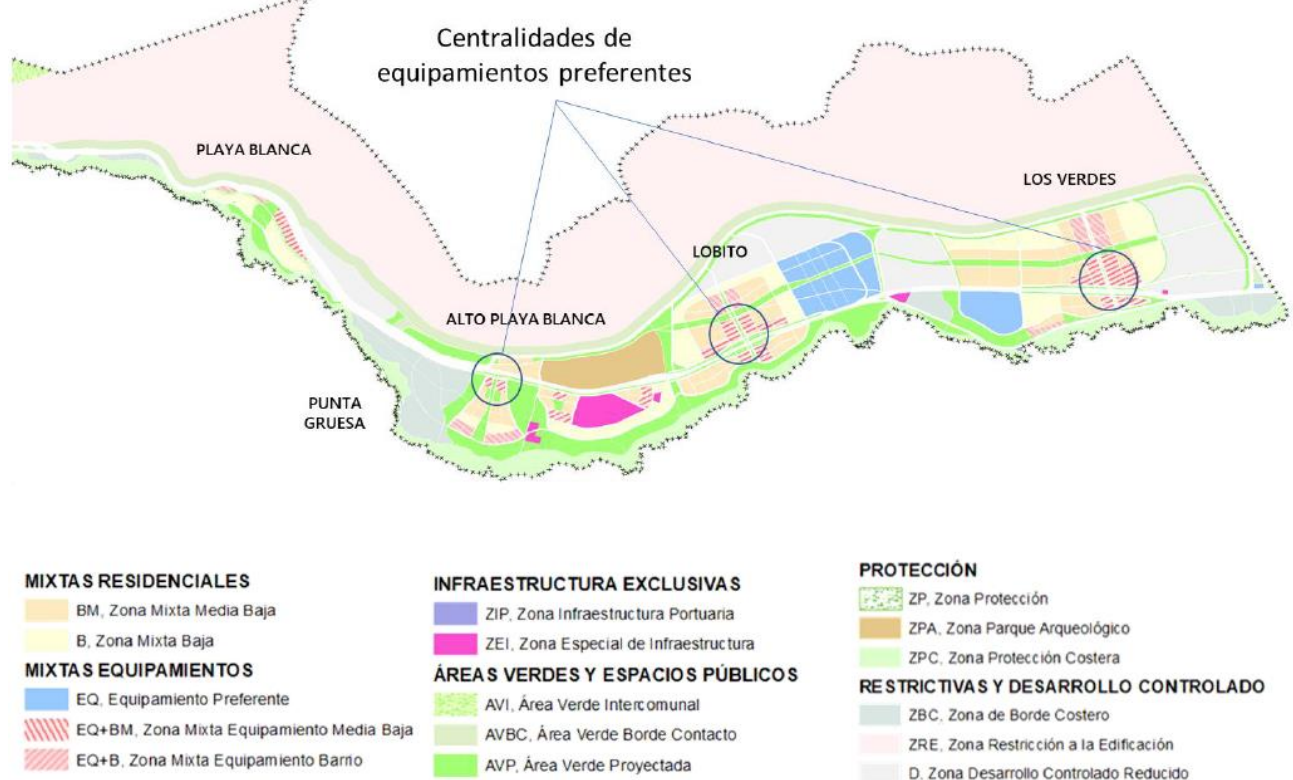 Centralidades de
equipamientos preferentes
PLAYA BLANCA
LOS VERDES
LOBITO
ALTO PLAYA BLANCA
PUNTA
GRUESA
MIXTAS RESIDENCIALES
BM, Zona Mixta Media Baja
B, Zona Mixta Baja
MIXTAS EQUIPAMIENTOS
EQ, Equipamiento Preferente
EQ+BM, Zona Mixta Equipamiento Media Baja
EQ+B, Zona Mixta Equipamiento Barrio
INFRAESTRUCTURA EXCLUSIVAS
ZIP, Zona Infraestructura Portuaria
ZEI, Zona Especial de Infraestructura
ÁREAS VERDES Y ESPACIOS PÚBLICOS
AVI, Área Verde Intercomunal
AVBC, Área Verde Borde Contacto
AVP, Área Verde Proyectada
PROTECCIÓN
ZP, Zona Protección
ZPA, Zona Parque Arqueológico
ZPC, Zona Protección Costera
RESTRICTIVAS Y DESARROLLO CONTROLADO
ZBC, Zona de Borde Costero
ZRE, Zona Restricción a la Edificación
D, Zona Desarrollo Controlado Reducido